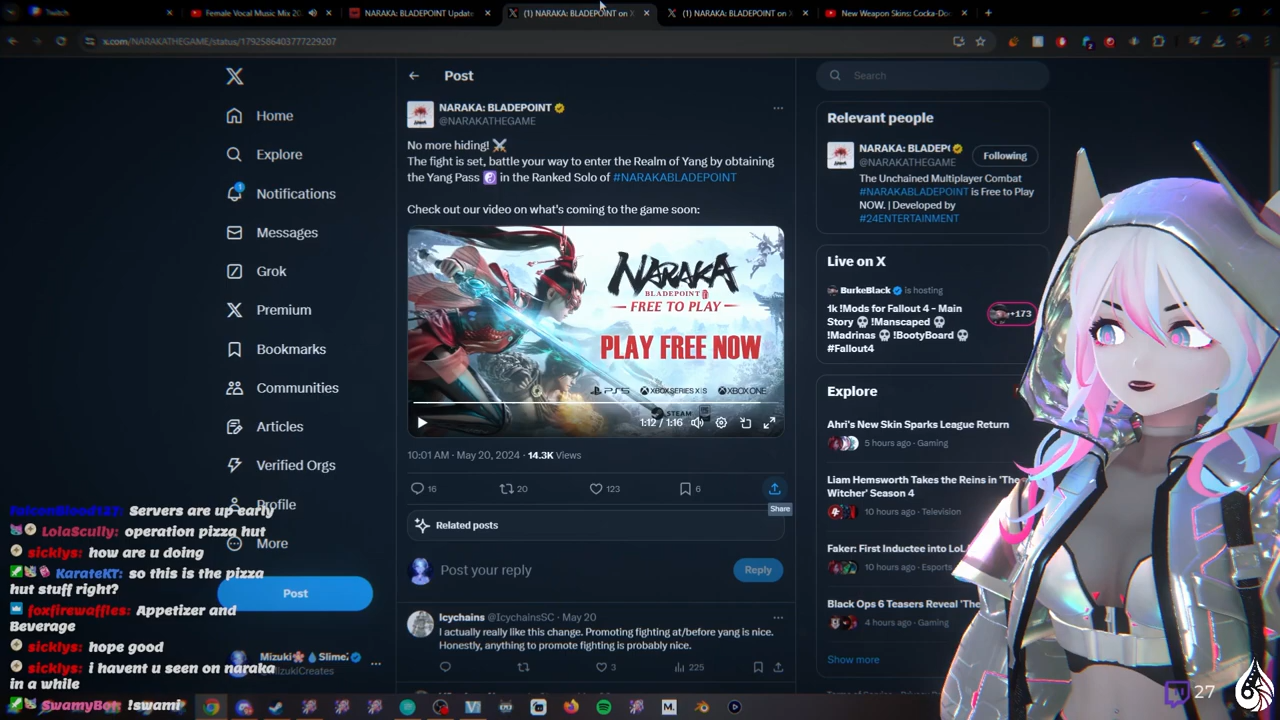 Twitch
Female Vocal Music Mix 20
NARAKA: BLADEPOINT Updat
(1) NARAKA: BLADEPOINT on X
(1) NARAKA: BLADEPOINT on X
New Weapon Skins: Cocka-Doo
x.com/NARAKATHEGAME/status/1792586403777229207
Home
Explore
Notifications
Messages
Grok
Premium
Bookmarks
Communities
Articles
Verified Orgs
Profile
More
Post
Post
NARAKA: BLADEPOINT
@NARAKATHEGAME
No more hiding! ⚔️
The fight is set, battle your way to enter the Realm of Yang by obtaining
the Yang Pass ☯️ in the Ranked Solo of #NARAKABLADEPOINT
Check out our video on what's coming to the game soon:
NARAKA
BLADEPOINT
FREE TO PLAY
PLAY FREE NOW
PS5 XBOX SERIES X|S XBOX ONE
STEAM
1:12 / 1:16
10:01 AM · May 20, 2024 · 14.3K Views
16 20 123 6
Share
Related posts
Post your reply
Reply
Icychains @IcychainsSC · May 20
I actually really like this change. Promoting fighting at/before yang is nice.
Honestly, anything to promote fighting is probably nice.
3 225
Search
Relevant people
NARAKA: BLADEP
@NARAKATHEGAME
Following
The Unchained Multiplayer Combat
#NARAKABLADEPOINT is Free to Play
NOW. | Developed by
#24ENTERTAINMENT
Live on X
BurkeBlack is hosting
1k !Mods for Fallout 4 - Main
Story 💀 !Manscaped 💀
!Madrinas 💀 !BootyBoard 💀
#Fallout4
+173
Explore
Ahri's New Skin Sparks League Return
5 hours ago · Gaming
Liam Hemsworth Takes the Reins in 'The
Witcher' Season 4
10 hours ago · Television
Faker: First Inductee into LoL
10 hours ago · Esports
Black Ops 6 Teasers Reveal 'The
4 hours ago · Gaming
Show more
FalconBlood127: Servers are up early
LolaScully: operation pizza hut
sicklys: how are u doing
KarateKT: so this is the pizza
hut stuff right?
foxfirewaffles: Appetizer and
Beverage
sicklys: hope good
sicklys: i havent u seen on naraka
in a while
SwamyBot: !swami
Mizuki
Slime
@MizukiCreates
27